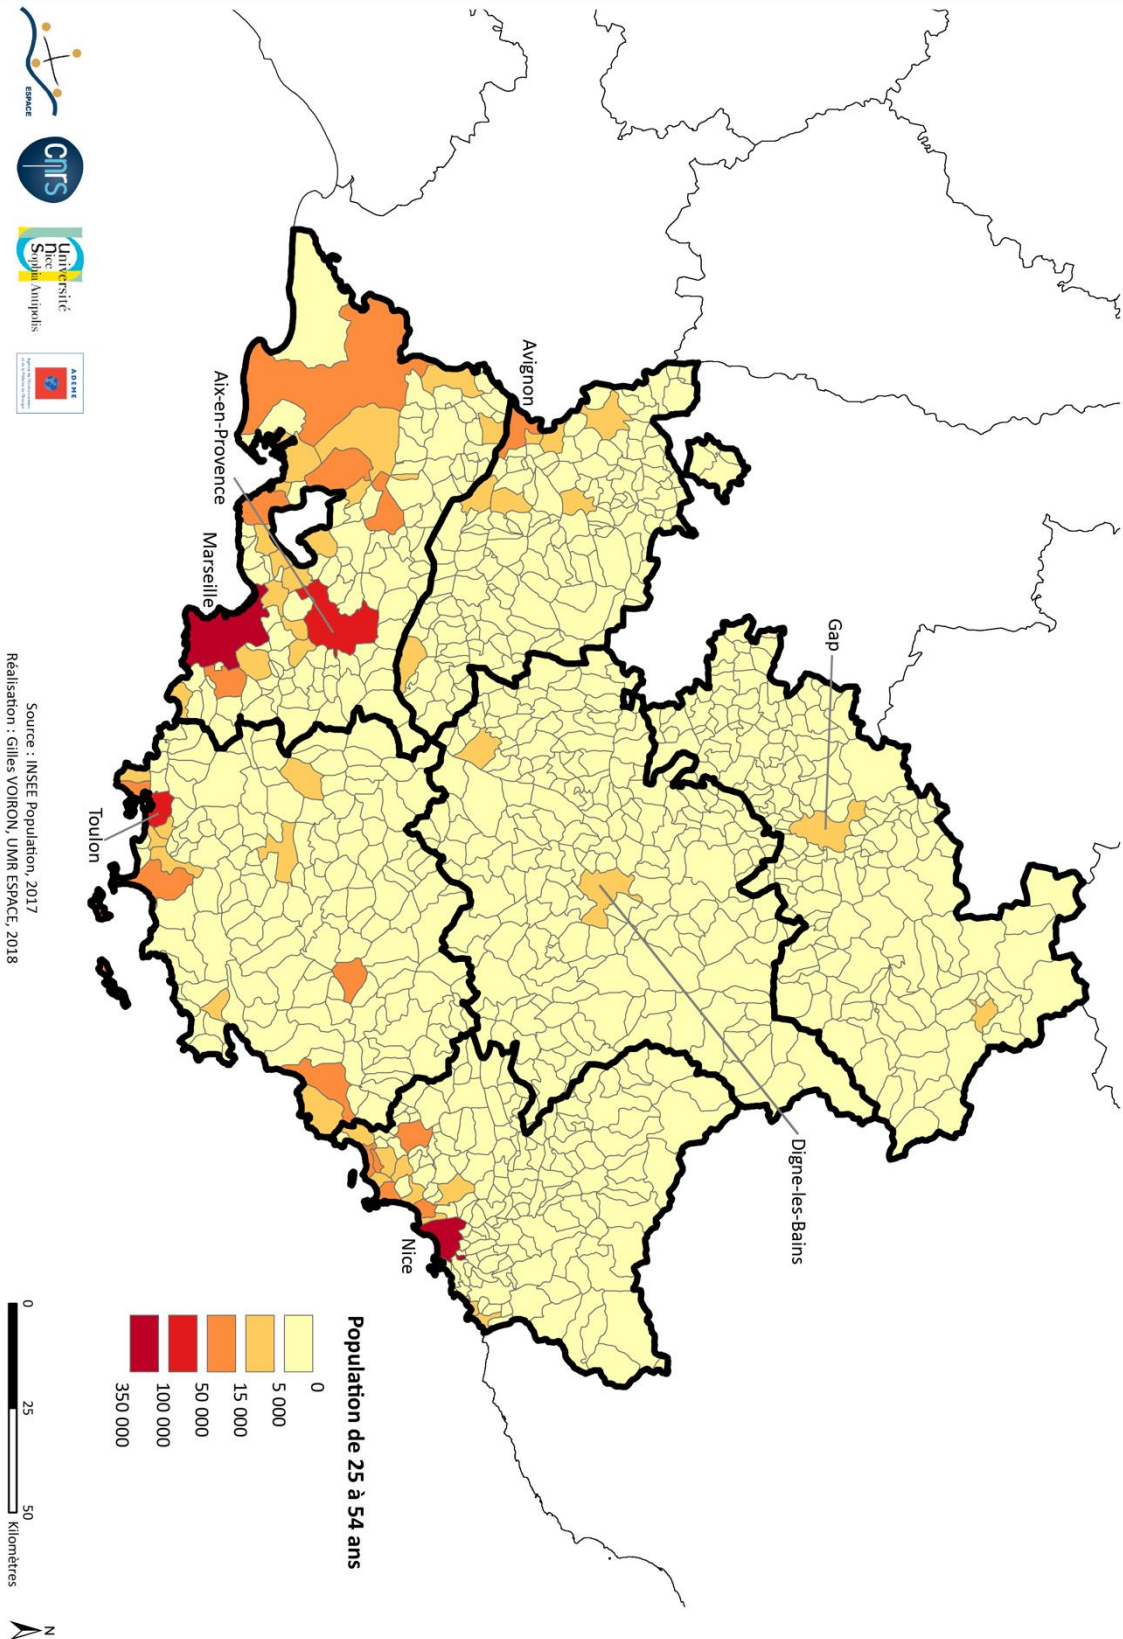 Gap
Digne-les-Bains
Avignon
Aix-en-Provence
Nice
Marseille
Toulon
Population de 25 à 54 ans
0
5 000
15 000
50 000
100 000
350 000
0
25
50
Kilomètres
N
ESPACE
cnrs
Université
Nice
Sophia Antipolis
ADEME
Source : INSEE Population, 2017
Réalisation : Gilles VOIRON, UMR ESPACE, 2018